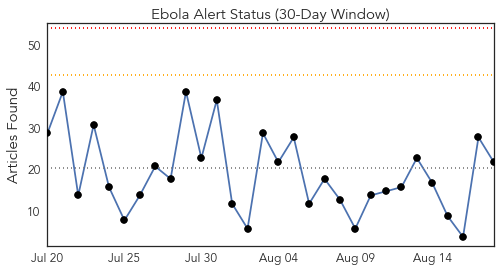 Ebola Alert Status (30-Day Window)
Articles Found
50
40
30
20
10
Jul 20 Jul 25 Jul 30 Aug 04 Aug 09 Aug 14